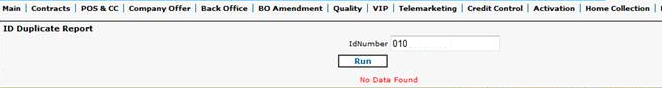 Main | Contracts | POS & CC | Company Offer | Back Office | BO Amendment | Quality | VIP | Telemarketing | Credit Control | Activation | Home Collection |
ID Duplicate Report
IdNumber 010
Run
No Data Found